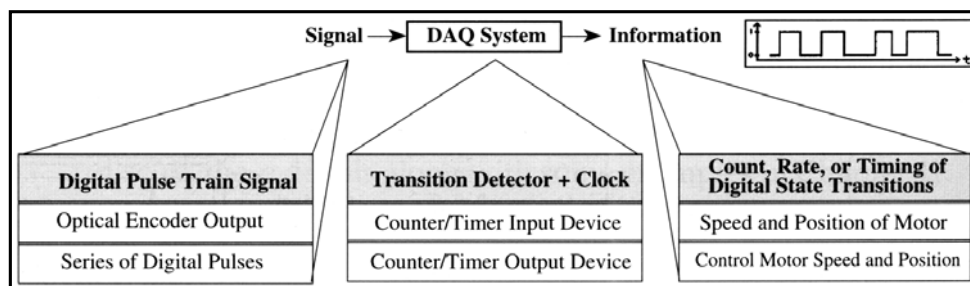 Signal
DAQ System
Information
1
0
t
Digital Pulse Train Signal
Optical Encoder Output
Series of Digital Pulses
Transition Detector + Clock
Counter/Timer Input Device
Counter/Timer Output Device
Count, Rate, or Timing of
Digital State Transitions
Speed and Position of Motor
Control Motor Speed and Position